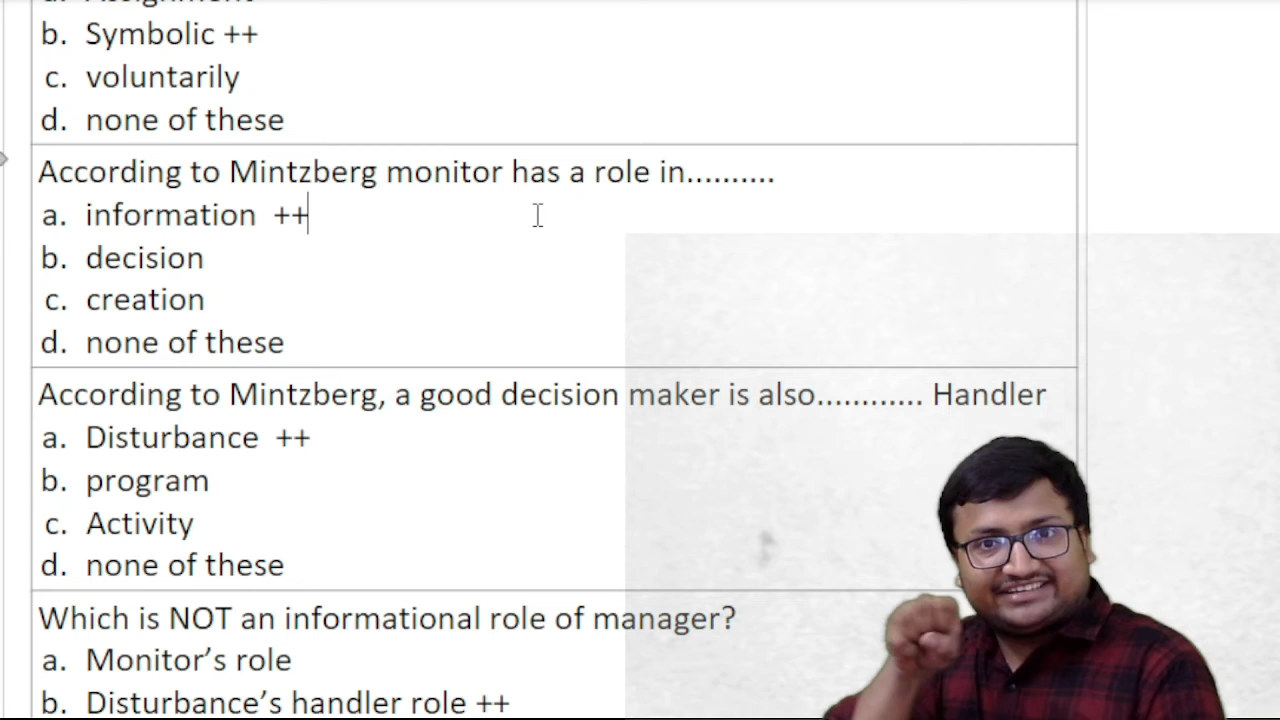 b. Symbolic ++
c. voluntarily
d. none of these
According to Mintzberg monitor has a role in..........
a. information ++
b. decision
c. creation
d. none of these
According to Mintzberg, a good decision maker is also............ Handler
a. Disturbance ++
b. program
c. Activity
d. none of these
Which is NOT an informational role of manager?
a. Monitor’s role
b. Disturbance’s handler role ++